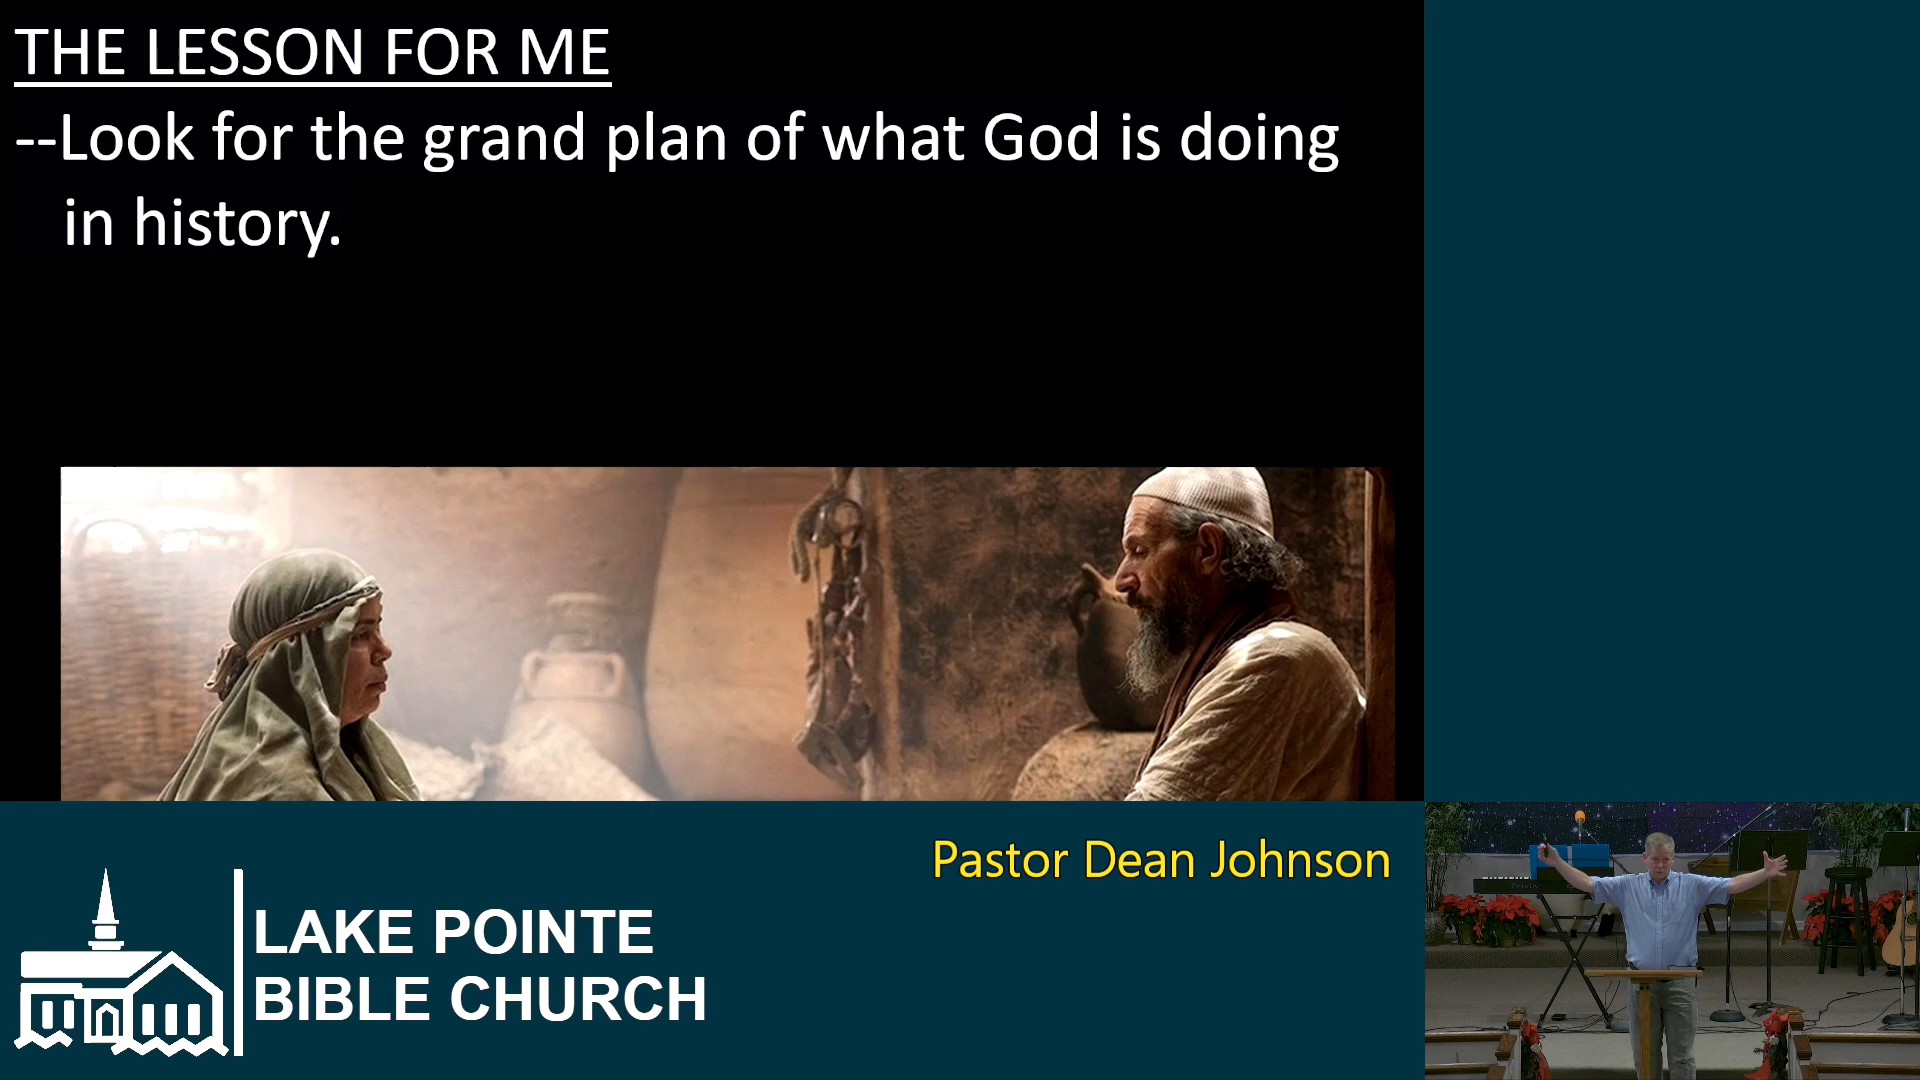 THE LESSON FOR ME
--Look for the grand plan of what God is doing
in history.
Pastor Dean Johnson
LAKE POINTE
BIBLE CHURCH